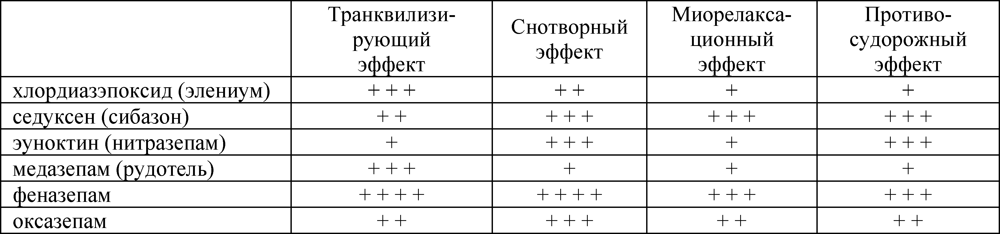 Транквилизи-
рующий
эффект
Снотворный
эффект
Миорелакса-
ционный
эффект
Противо-
судорожный
эффект
хлордиазэпоксид (элениум) + + + + + + +
седуксен (сибазон) + + + + + + + + + + +
эуноктин (нитразепам) + + + + + + + +
медазепам (рудотель) + + + + + +
феназепам + + + + + + + + + + + + + +
оксазепам + + + + + + + + +